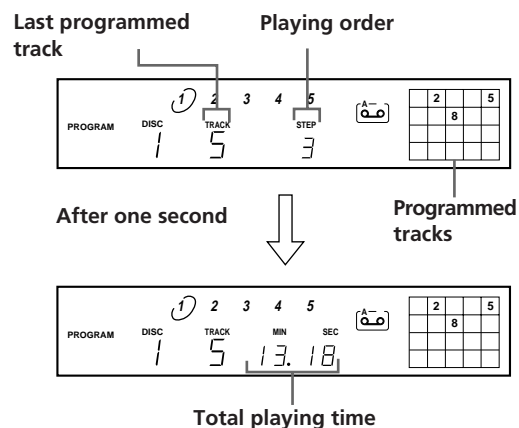 Last programmed track
Playing order
1 2 3 4 5
A
2 5
8
PROGRAM
DISC TRACK STEP
1 5 3
After one second
Programmed tracks
1 2 3 4 5
A
2 5
8
PROGRAM
DISC TRACK MIN SEC
1 5 13. 18
Total playing time